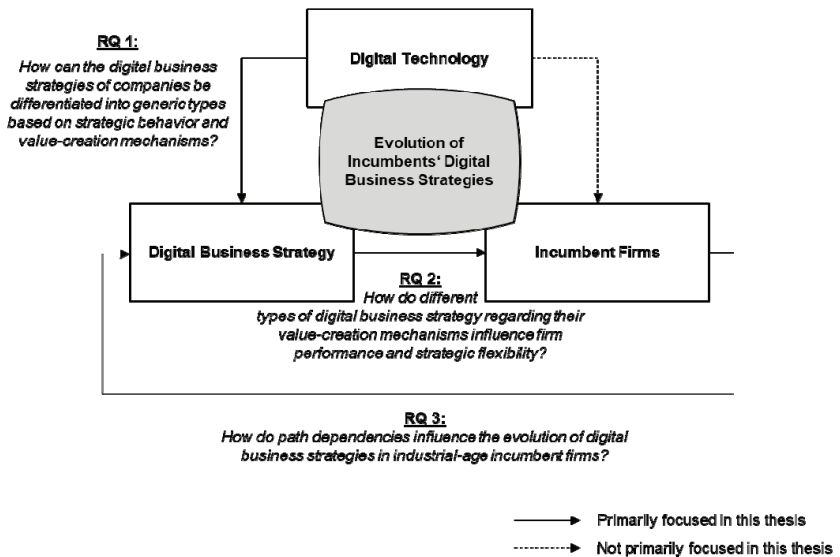 RQ 1:
How can the digital business
strategies of companies be
differentiated into generic types
based on strategic behavior and
value-creation mechanisms?
Digital Technology
Evolution of
Incumbents‘ Digital
Business Strategies
Digital Business Strategy
Incumbent Firms
RQ 2:
How do different
types of digital business strategy regarding their
value-creation mechanisms influence firm
performance and strategic flexibility?
RQ 3:
How do path dependencies influence the evolution of digital
business strategies in industrial-age incumbent firms?
Primarily focused in this thesis
Not primarily focused in this thesis